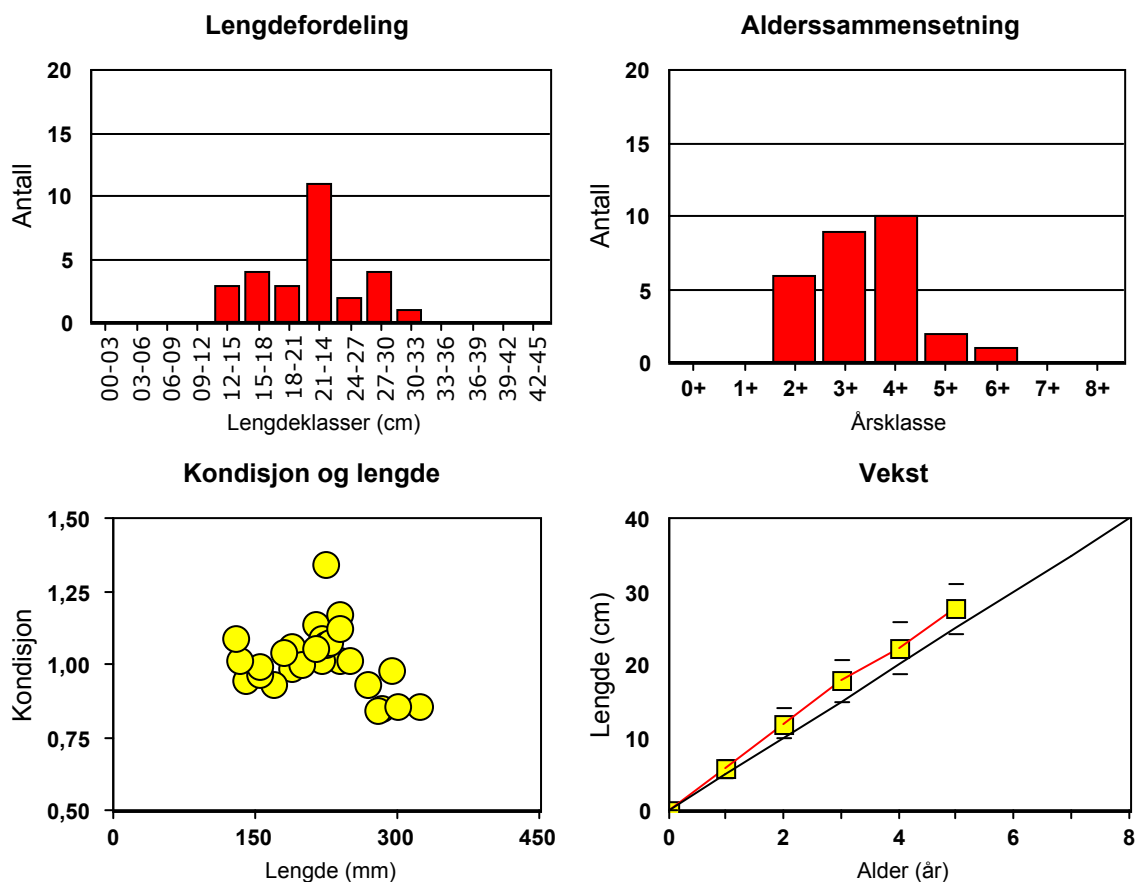 Lengdefordeling
20
15
10
5
0
Antall
00-03
03-06
06-09
09-12
12-15
15-18
18-21
21-14
24-27
27-30
30-33
33-36
36-39
39-42
42-45
Lengdeklasser (cm)
Alderssammensetning
20
15
10
5
0
Antall
0+ 1+ 2+ 3+ 4+ 5+ 6+ 7+ 8+
Årsklasse
Kondisjon og lengde
1,50
1,25
1,00
0,75
0,50
Kondisjon
0 150 300 450
Lengde (mm)
Vekst
40
30
20
10
0
Lengde (cm)
0 2 4 6 8
Alder (år)